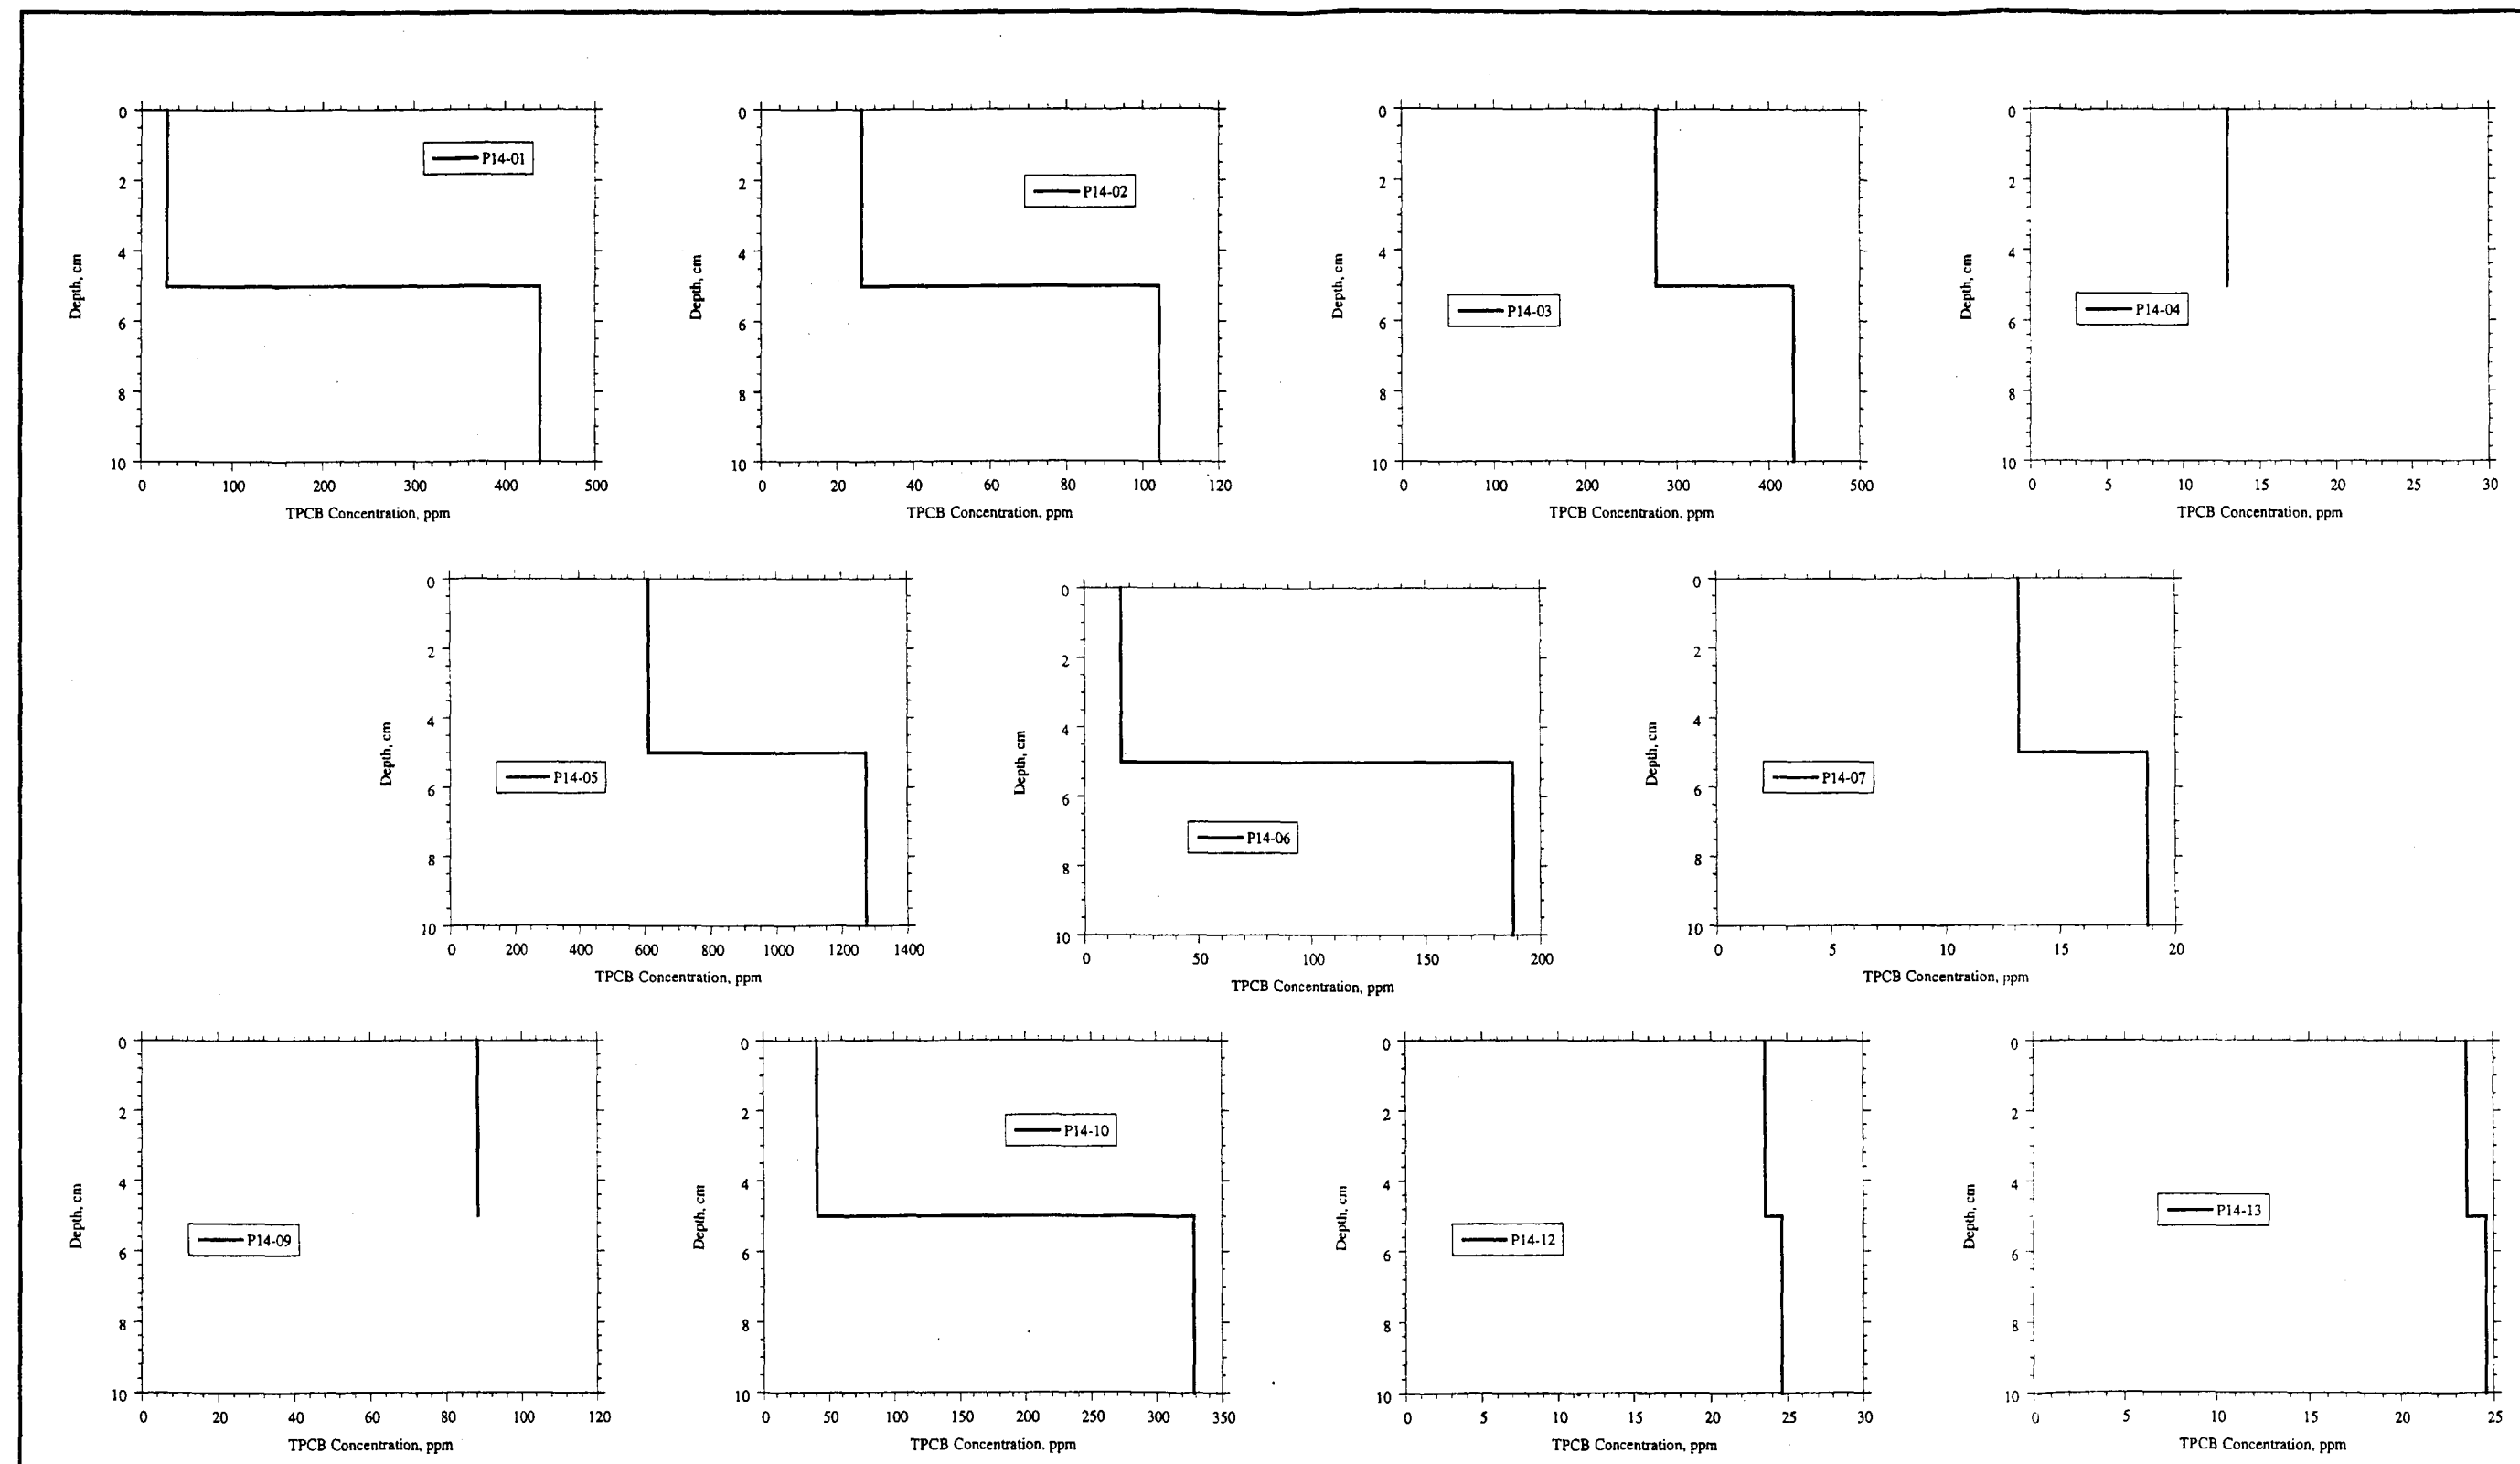 0
2
4
6
8
10
Depth, cm
P14-01
0 100 200 300 400 500
TPCB Concentration, ppm
0
2
4
6
8
10
Depth, cm
P14-02
0 20 40 60 80 100 120
TPCB Concentration, ppm
0
2
4
6
8
10
Depth, cm
P14-03
0 100 200 300 400 500
TPCB Concentration, ppm
0
2
4
6
8
10
Depth, cm
P14-04
0 5 10 15 20 25 30
TPCB Concentration, ppm
0
2
4
6
8
10
Depth, cm
P14-05
0 200 400 600 800 1000 1200 1400
TPCB Concentration, ppm
0
2
4
6
8
10
Depth, cm
P14-06
0 50 100 150 200
TPCB Concentration, ppm
0
2
4
6
8
10
Depth, cm
P14-07
0 5 10 15 20
TPCB Concentration, ppm
0
2
4
6
8
10
Depth, cm
P14-09
0 20 40 60 80 100 120
TPCB Concentration, ppm
0
2
4
6
8
10
Depth, cm
P14-10
0 50 100 150 200 250 300 350
TPCB Concentration, ppm
0
2
4
6
8
10
Depth, cm
P14-12
0 5 10 15 20 25 30
TPCB Concentration, ppm
0
2
4
6
8
10
Depth, cm
P14-13
0 5 10 15 20 25
TPCB Concentration, ppm